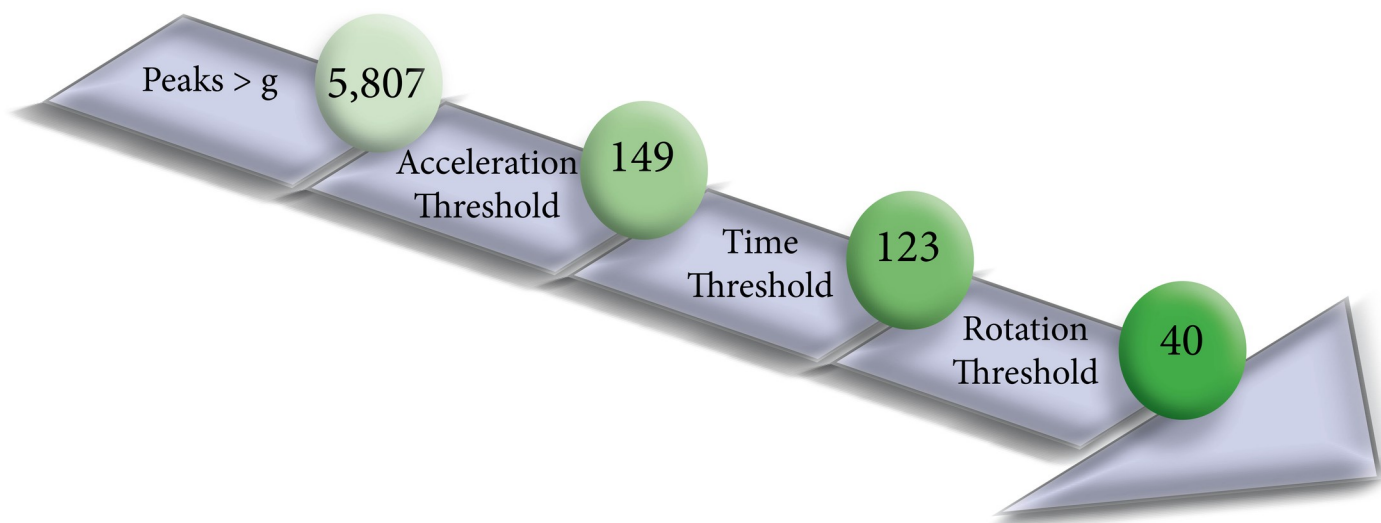 Peaks > g
5,807
Acceleration
Threshold
149
Time
Threshold
123
Rotation
Threshold
40